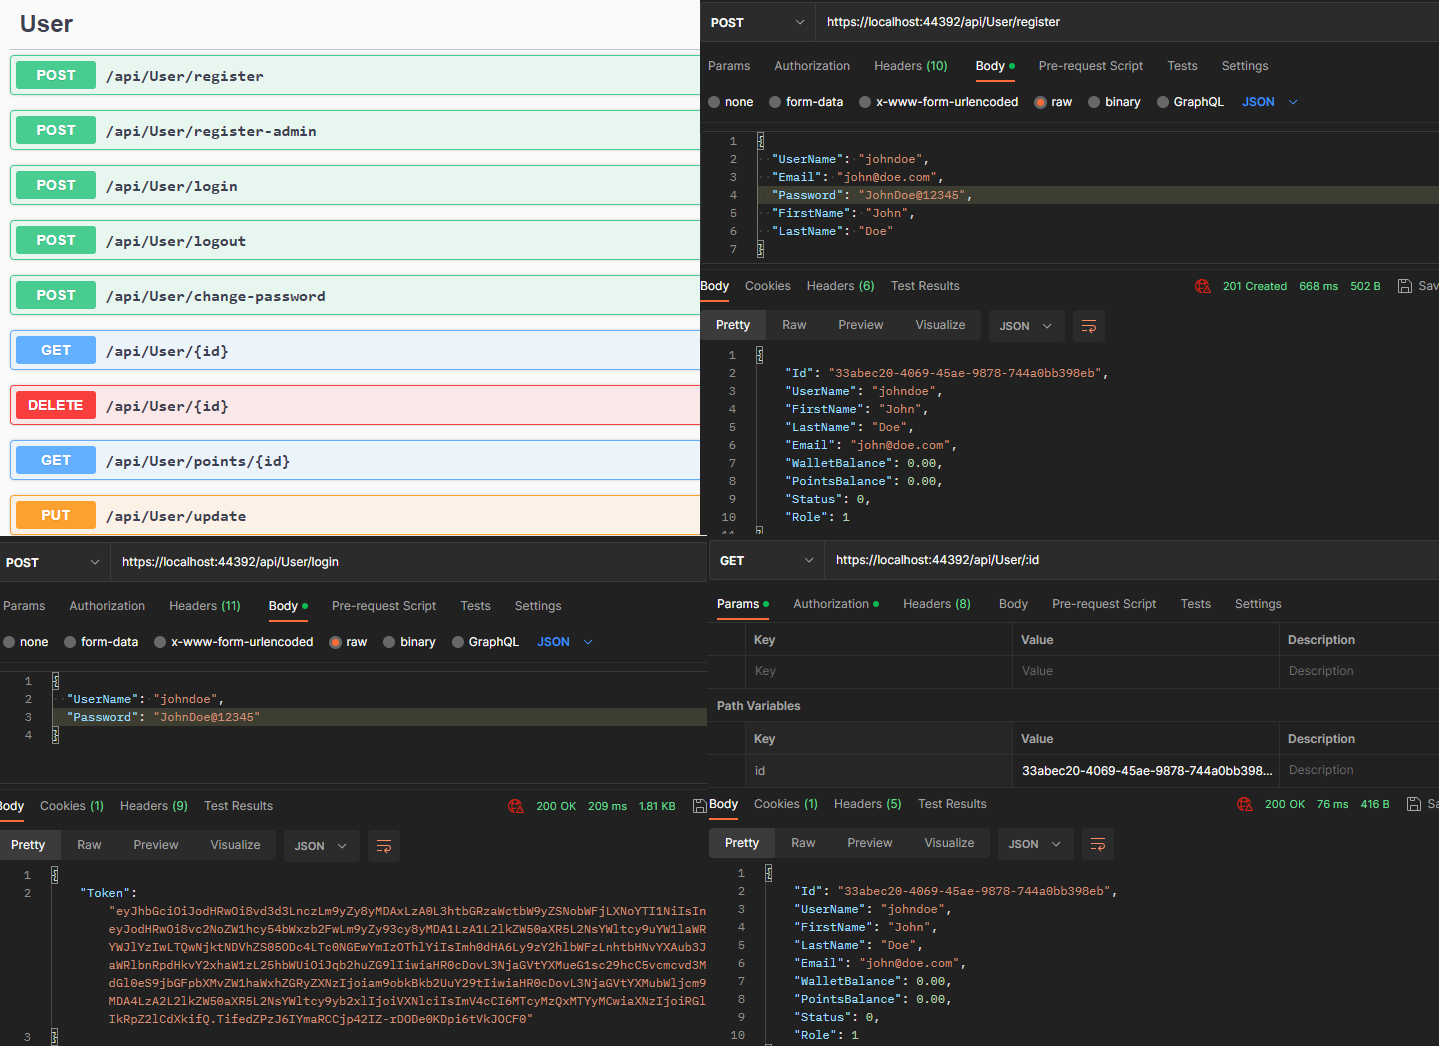 User
POST /api/User/register
POST /api/User/register-admin
POST /api/User/login
POST /api/User/logout
POST /api/User/change-password
GET /api/User/{id}
DELETE /api/User/{id}
GET /api/User/points/{id}
PUT /api/User/update
POST https://localhost:44392/api/User/register
Params Authorization Headers (10) Body Pre-request Script Tests Settings
none form-data x-www-form-urlencoded raw binary GraphQL JSON
1 {
2 "UserName": "johndoe",
3 "Email": "john@doe.com",
4 "Password": "JohnDoe@12345",
5 "FirstName": "John",
6 "LastName": "Doe"
7 }
Body Cookies Headers (6) Test Results 201 Created 668 ms 502 B Sav
Pretty Raw Preview Visualize JSON
1 {
2 "Id": "33abec20-4069-45ae-9878-744a0bb398eb",
3 "UserName": "johndoe",
4 "FirstName": "John",
5 "LastName": "Doe",
6 "Email": "john@doe.com",
7 "WalletBalance": 0.00,
8 "PointsBalance": 0.00,
9 "Status": 0,
10 "Role": 1
POST https://localhost:44392/api/User/login
Params Authorization Headers (11) Body Pre-request Script Tests Settings
none form-data x-www-form-urlencoded raw binary GraphQL JSON
1 {
2 "UserName": "johndoe",
3 "Password": "JohnDoe@12345"
4 }
Body Cookies (1) Headers (9) Test Results 200 OK 209 ms 1.81 KB
Pretty Raw Preview Visualize JSON
1 {
2 "Token":
"eyJhbGciOiJodHRwOi8vd3d3LnczLm9yZy8yMDAxLzA0L3htbGRzaWctbW9yZSNobWFjLXNoYTI1NiIsIn
eyJodHRwOi8vc2NoZW1hcy54bWxzb2FwLm9yZy93cy8yMDA1LzA1L2lkZW50aXR5L2NsYWltcy9uYW1laWR
YWJlYzIwLTQwNjktNDVhZS05ODc4LTc0NGEwYmIzOThlYiIsImh0dHA6Ly9zY2hlbWFzLnhtbHNvYXAub3J
aWRlbnRpdHkvY2xhaW1zL25hbWUiOiJqb2huZG9lIiwiaHR0cDovL3NjaGVtYXMueG1sc29hcC5vcmcvd3M
dGl0eS9jbGFpbXMvZW1haWxhZGRyZXNzIjoiam9obkBkb2UuY29tIiwiaHR0cDovL3NjaGVtYXMubWljcm9
MDA4LzA2L2lkZW50aXR5L2NsYWltcy9yb2xlIjoiVXNlciIsImV4cCI6MTcyMzQxMTYyMCwiaXNzIjoiRGl
IkRpZ2lCdXkifQ.TifedZPzJ6IYmaRCCjp42IZ-rDODe0KDpi6tVkJOCF0"
3 }
GET https://localhost:44392/api/User/:id
Params Authorization Headers (8) Body Pre-request Script Tests Settings
Key Value Description
Key Value Description
Path Variables
Key Value Description
id 33abec20-4069-45ae-9878-744a0bb398... Description
Body Cookies (1) Headers (5) Test Results 200 OK 76 ms 416 B Sa
Pretty Raw Preview Visualize JSON
1 {
2 "Id": "33abec20-4069-45ae-9878-744a0bb398eb",
3 "UserName": "johndoe",
4 "FirstName": "John",
5 "LastName": "Doe",
6 "Email": "john@doe.com",
7 "WalletBalance": 0.00,
8 "PointsBalance": 0.00,
9 "Status": 0,
10 "Role": 1